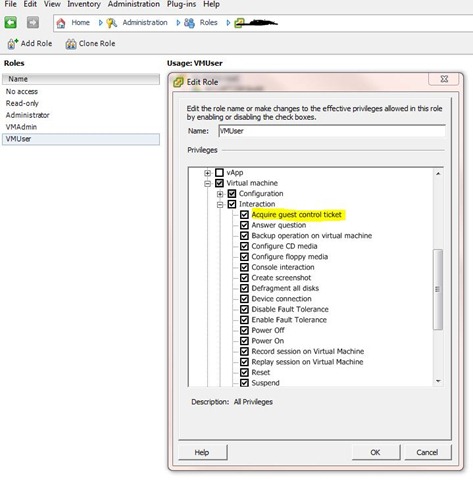 File Edit View Inventory Administration Plug-ins Help
Home Administration Roles
Add Role Clone Role
Roles
Usage: VMUser
Name
No access
Read-only
Administrator
VMAdmin
VMUser
Edit Role
Edit the role name or make changes to the effective privileges allowed in this role
by enabling or disabling the check boxes.
Name: VMUser
Privileges
vApp
Virtual machine
Configuration
Interaction
Acquire guest control ticket
Answer question
Backup operation on virtual machine
Configure CD media
Configure floppy media
Console interaction
Create screenshot
Defragment all disks
Device connection
Disable Fault Tolerance
Enable Fault Tolerance
Power Off
Power On
Record session on Virtual Machine
Replay session on Virtual Machine
Reset
Suspend
Description: All Privileges
Help OK Cancel